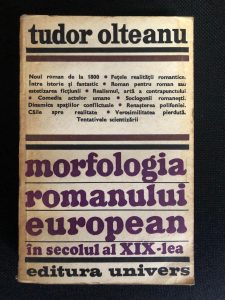 tudor olteanu
Noul roman de la 1800 • Fețele realității romantice.
Între istorie și fantastic • Roman pentru roman sau
estetizarea ficțiunii • Realismul, artă a contrapunctului
• Comedia actelor umane • Sociogonii romanești.
Dinamica spațiilor conflictuale • Renașterea polifoniei.
Căile spre realitate • Verosimilitatea pierdută.
Tentativele scientizării
morfologia
romanului
european
în secolul al XIX-lea
editura univers